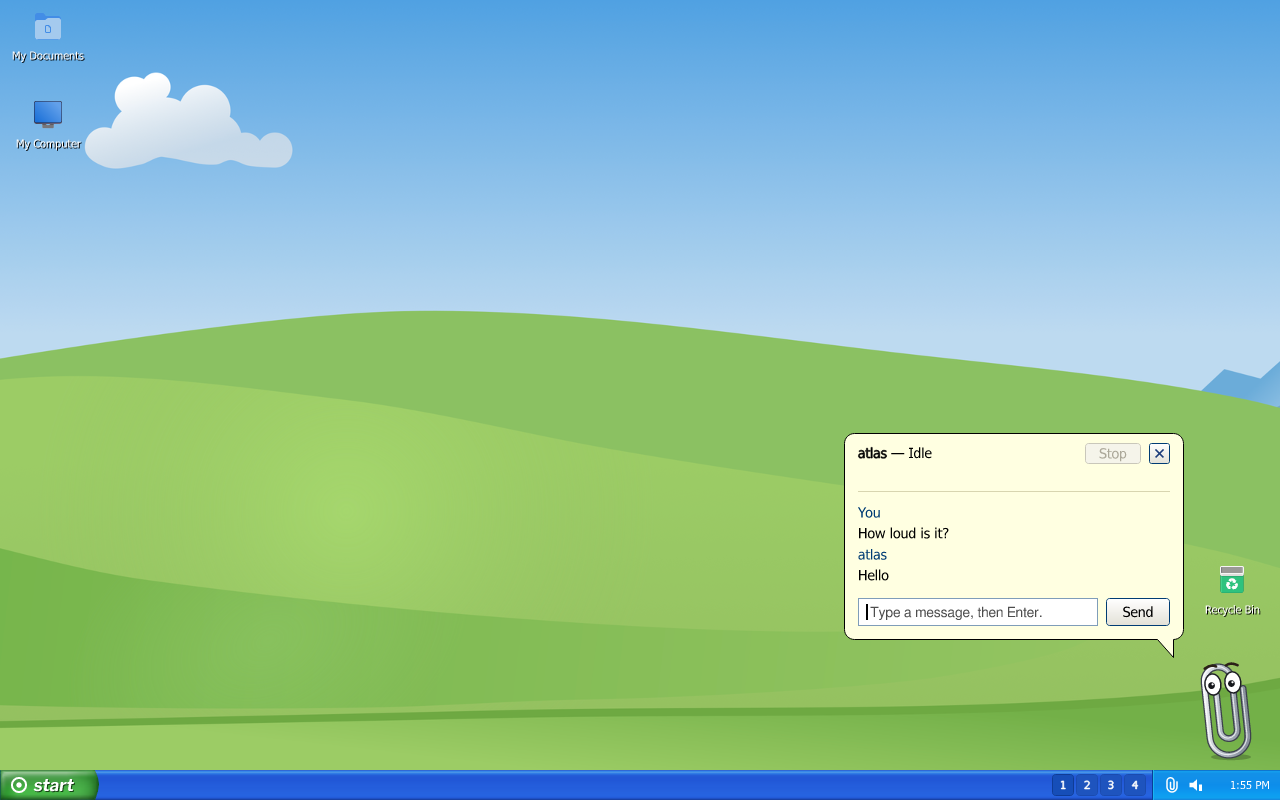 My Documents
My Computer
atlas — Idle
Stop
You
How loud is it?
atlas
Hello
Type a message, then Enter.
Send
Recycle Bin
start
1 2 3 4
1:55 PM